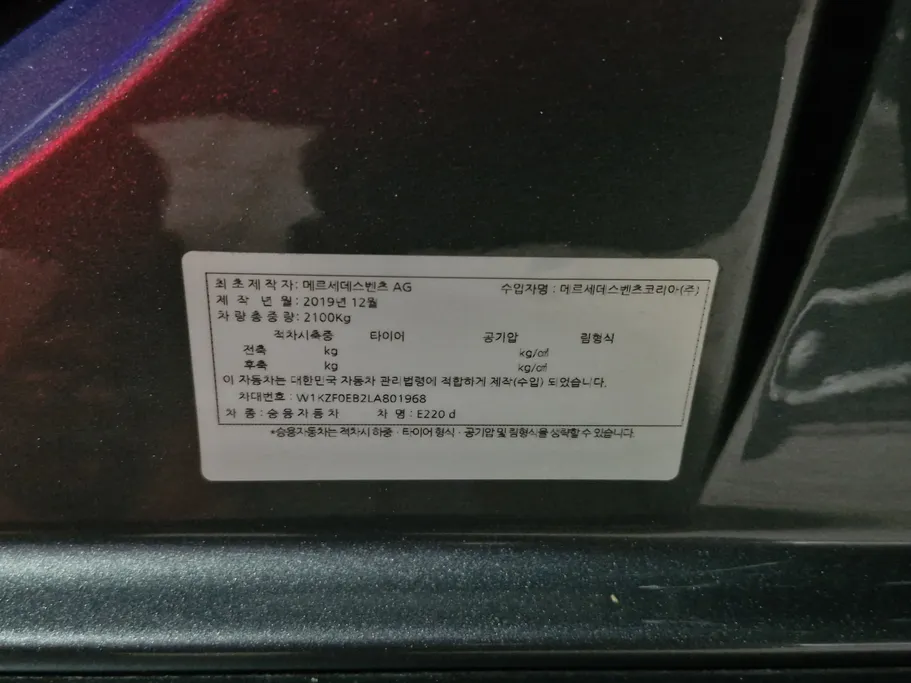 최초제작자: 메르세데스벤츠 AG 수입자명 : 메르세데스벤츠코리아(주)
제 작 년 월: 2019년 12월
차량총중량: 2100Kg
적차시축중 타이어 공기압 림형식
전축 kg kg/㎠
후축 kg kg/㎠
이 자동차는 대한민국 자동차 관리법령에 적합하게 제작(수입) 되었습니다.
차대번호 : W1KZF0EB2LA801968
차 종 : 승용자동차 차 명 : E220 d
*승용자동차는 적차시 하중 · 타이어 형식 · 공기압 및 림형식을 생략할 수 있습니다.